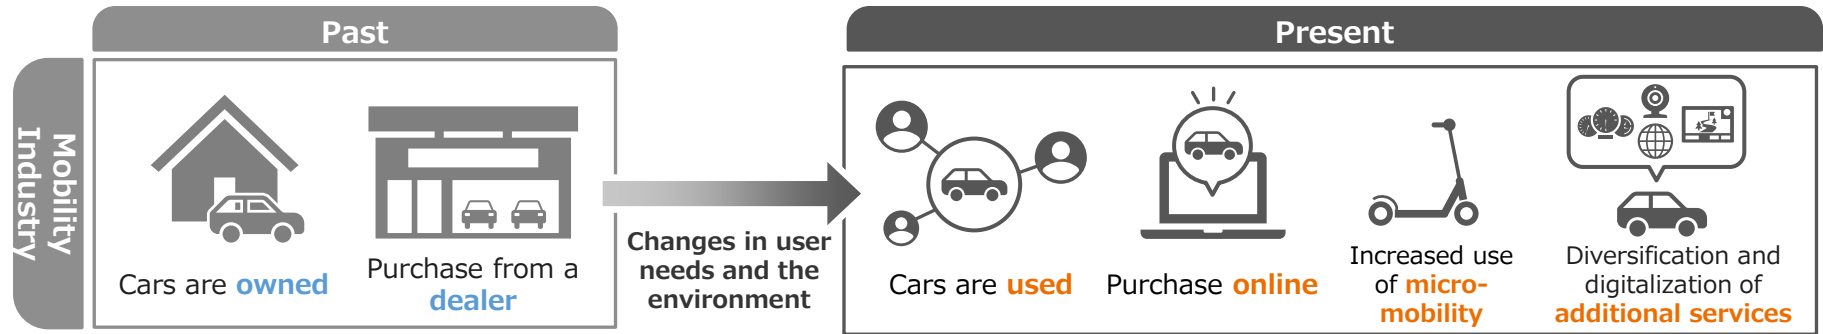 Past
Present
Mobility
Industry
Cars are owned
Purchase from a
dealer
Changes in user
needs and the
environment
Cars are used
Purchase online
Increased use
of micro-
mobility
Diversification and
digitalization of
additional services